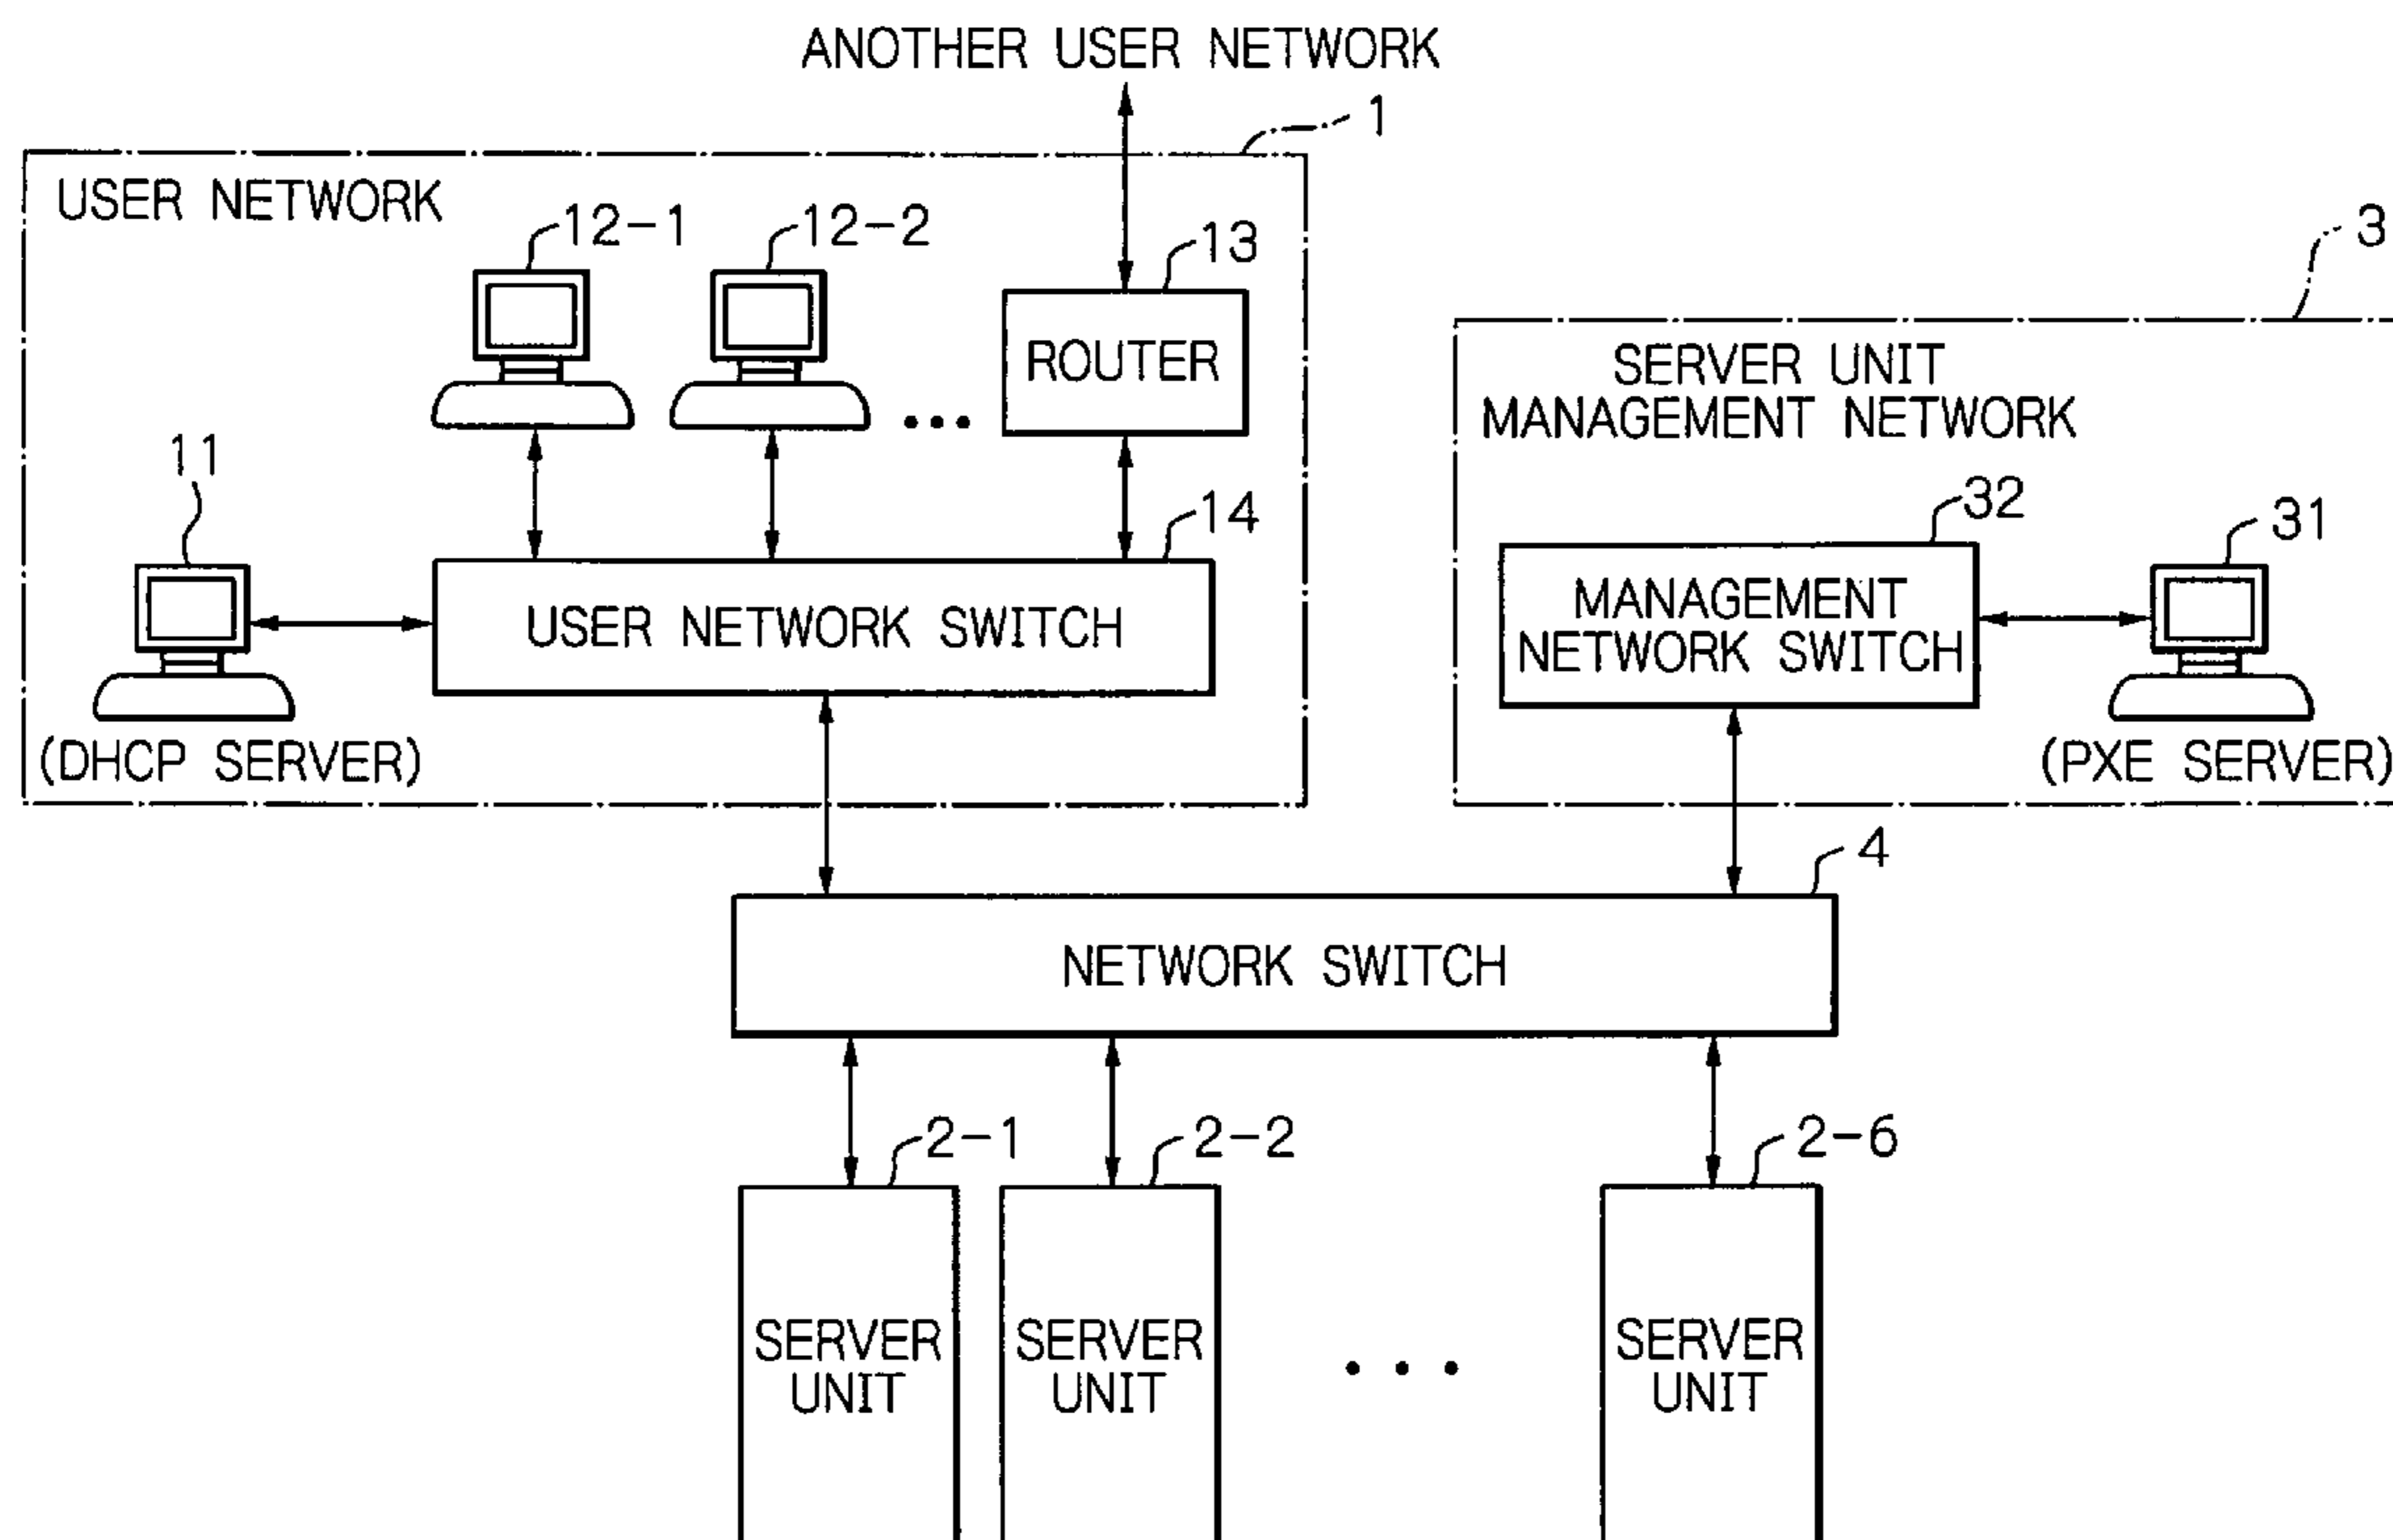 ANOTHER USER NETWORK
1
USER NETWORK
12-1
12-2
13
ROUTER
3
SERVER UNIT
MANAGEMENT NETWORK
11
14
USER NETWORK SWITCH
32
31
MANAGEMENT
NETWORK SWITCH
(DHCP SERVER)
(PXE SERVER)
4
NETWORK SWITCH
2-1
2-2
2-6
SERVER
UNIT
SERVER
UNIT
SERVER
UNIT